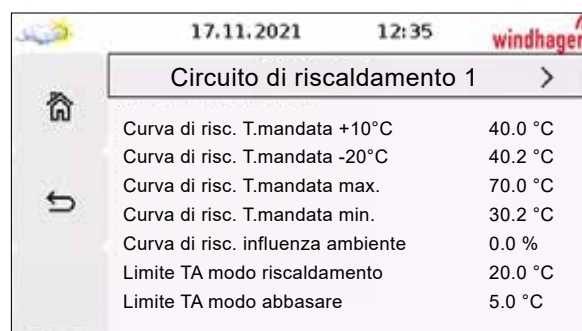 17.11.2021 12:35 windhager
Circuito di riscaldamento 1 >
Curva di risc. T.mandata +10°C 40.0 °C
Curva di risc. T.mandata -20°C 40.2 °C
Curva di risc. T.mandata max. 70.0 °C
Curva di risc. T.mandata min. 30.2 °C
Curva di risc. influenza ambiente 0.0 %
Limite TA modo riscaldamento 20.0 °C
Limite TA modo abbasare 5.0 °C